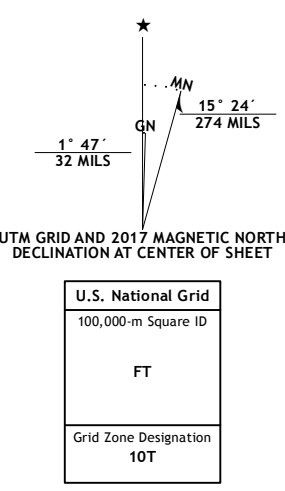 ★
MN
15° 24´
274 MILS
GN
1° 47´
32 MILS
UTM GRID AND 2017 MAGNETIC NORTH
DECLINATION AT CENTER OF SHEET
U.S. National Grid
100,000-m Square ID
FT
Grid Zone Designation
10T